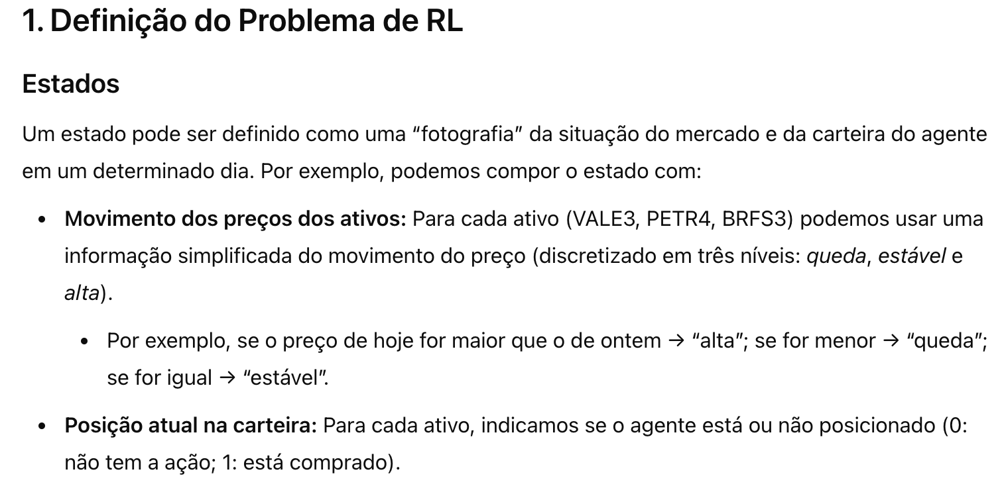 1. Definição do Problema de RL
Estados
Um estado pode ser definido como uma “fotografia” da situação do mercado e da carteira do agente
em um determinado dia. Por exemplo, podemos compor o estado com:
• Movimento dos preços dos ativos: Para cada ativo (VALE3, PETR4, BRFS3) podemos usar uma
informação simplificada do movimento do preço (discretizado em três níveis: queda, estável e
alta).
• Por exemplo, se o preço de hoje for maior que o de ontem → “alta”; se for menor → “queda”;
se for igual → “estável”.
• Posição atual na carteira: Para cada ativo, indicamos se o agente está ou não posicionado (0:
não tem a ação; 1: está comprado).